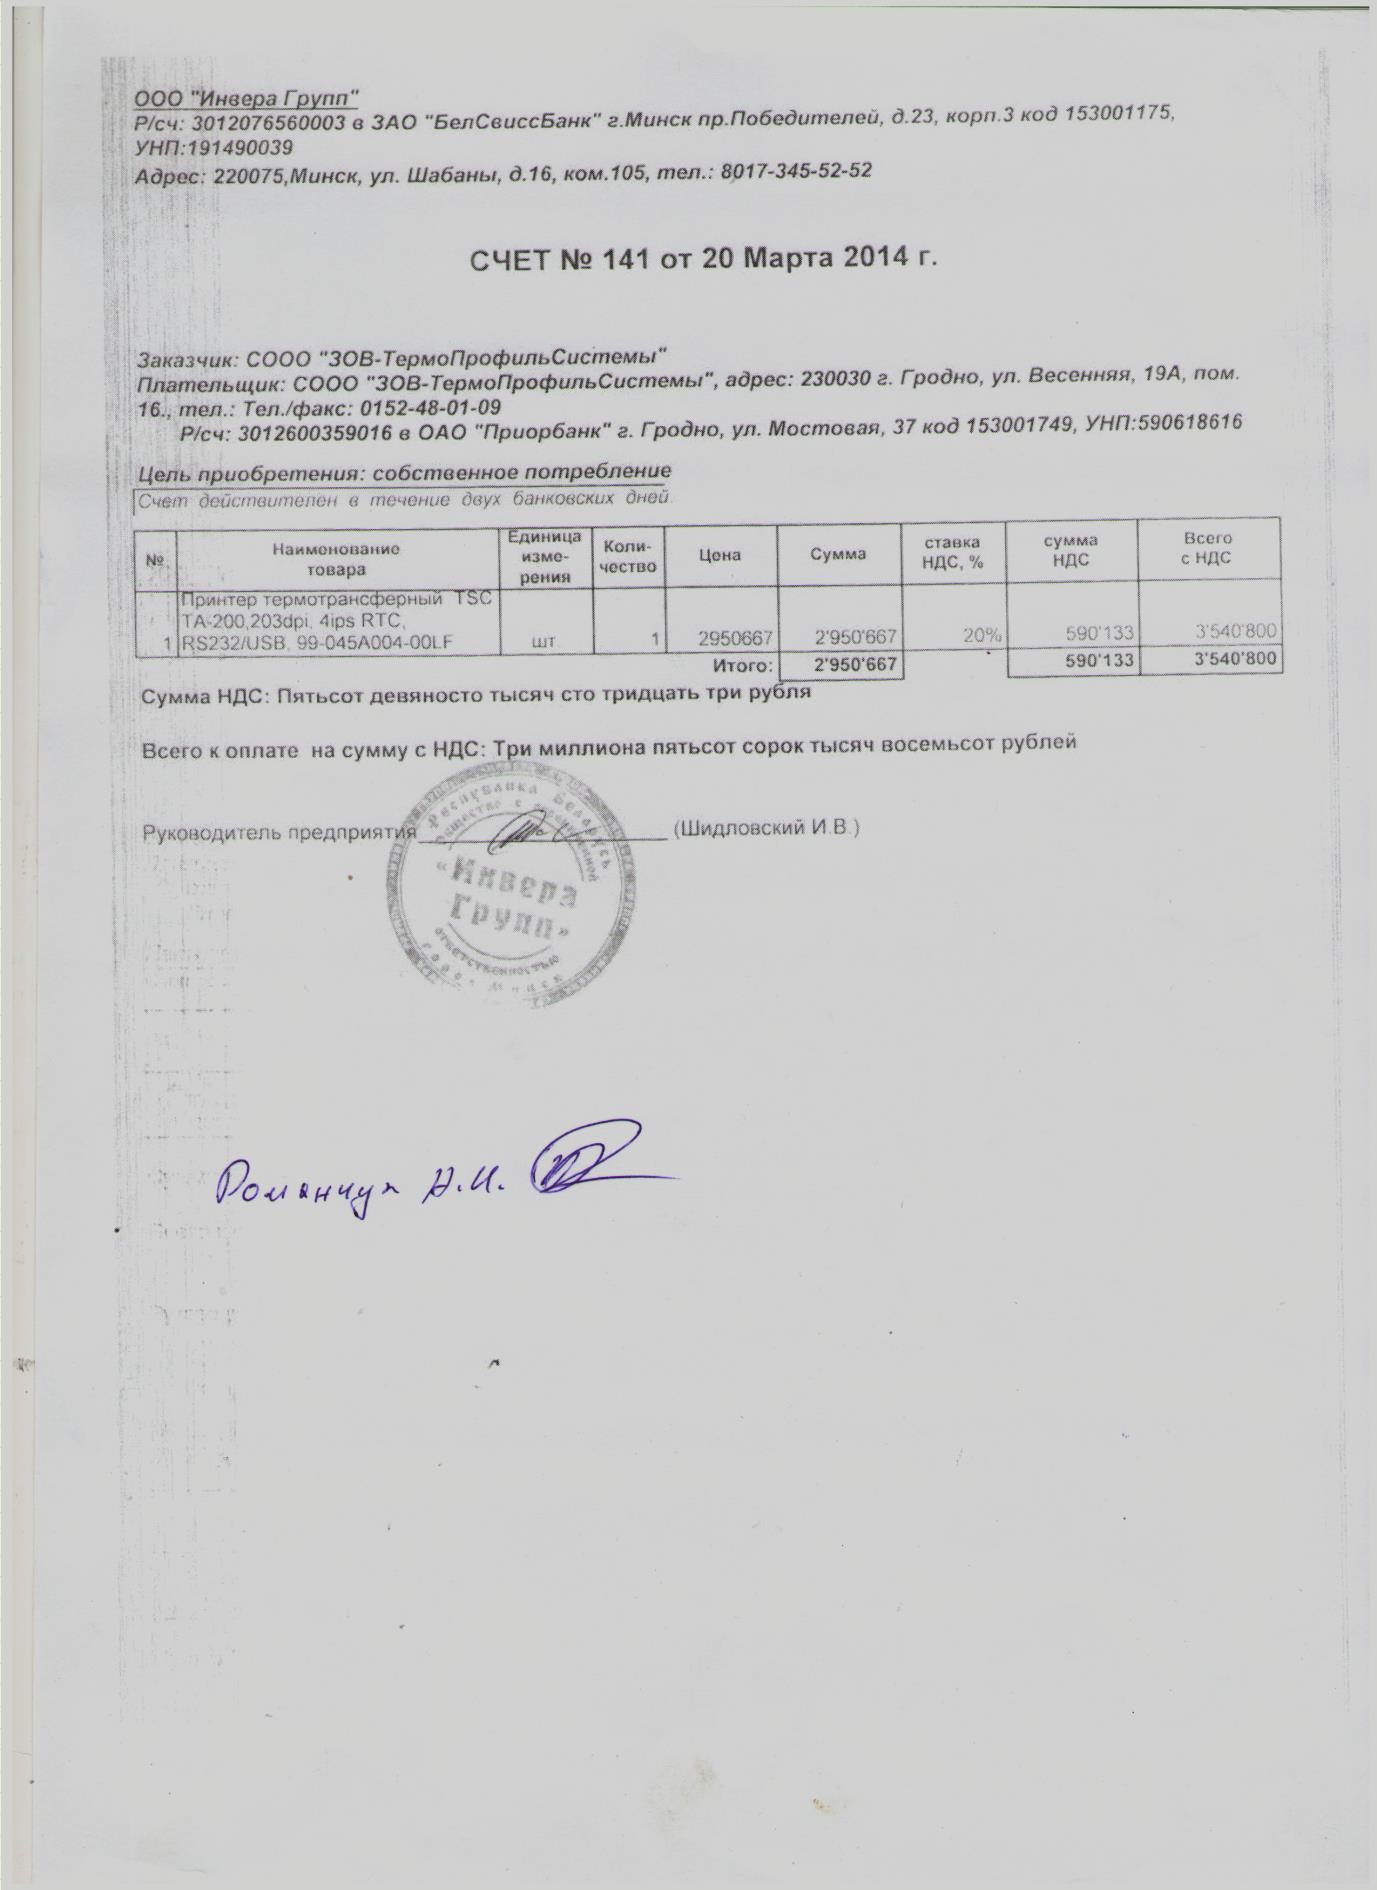 ООО "Инвера Групп"
Р/сч: 3012076560003 в ЗАО "БелСвиссБанк" г.Минск пр.Победителей, д.23, корп.3 код 153001175,
УНП:191490039
Адрес: 220075,Минск, ул. Шабаны, д.16, ком.105, тел.: 8017-345-52-52
СЧЕТ № 141 от 20 Марта 2014 г.
Заказчик: СООО "ЗОВ-ТермоПрофильСистемы"
Плательщик: СООО "ЗОВ-ТермоПрофильСистемы", адрес: 230030 г. Гродно, ул. Весенняя, 19А, пом.
16., тел.: Тел./факс: 0152-48-01-09
Р/сч: 3012600359016 в ОАО "Приорбанк" г. Гродно, ул. Мостовая, 37 код 153001749, УНП:590618616
Цель приобретения: собственное потребление
Счет действителен в течение двух банковских дней.
№ Наименование товара Единица изме-рения Коли-чество Цена Сумма ставка НДС, % сумма НДС Всего с НДС
Принтер термотрансферный TSC
TA-200,203dpi, 4ips RTC,
1 RS232/USB, 99-045A004-00LF шт. 1 2950667 2'950'667 20% 590'133 3'540'800
Итого: 2'950'667 590'133 3'540'800
Сумма НДС: Пятьсот девяносто тысяч сто тридцать три рубля
Всего к оплате на сумму с НДС: Три миллиона пятьсот сорок тысяч восемьсот рублей
Руководитель предприятия (Шидловский И.В.)
Республика Беларусь
Общество с ограниченной
«Инвера
Групп»
ответственностью
город Минск
Романчук Н.И.